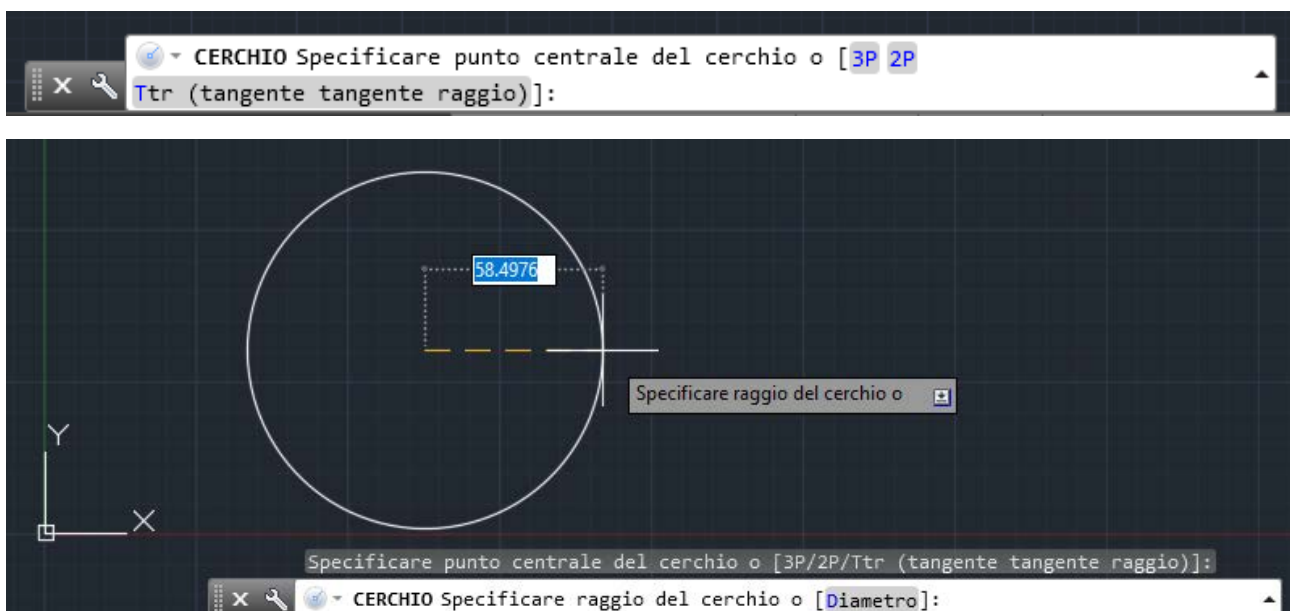 CERCHIO Specificare punto centrale del cerchio o [3P 2P
Ttr (tangente tangente raggio)]:
58.4976
Specificare raggio del cerchio o
Y
X
Specificare punto centrale del cerchio o [3P/2P/Ttr (tangente tangente raggio)]:
CERCHIO Specificare raggio del cerchio o [Diametro]: